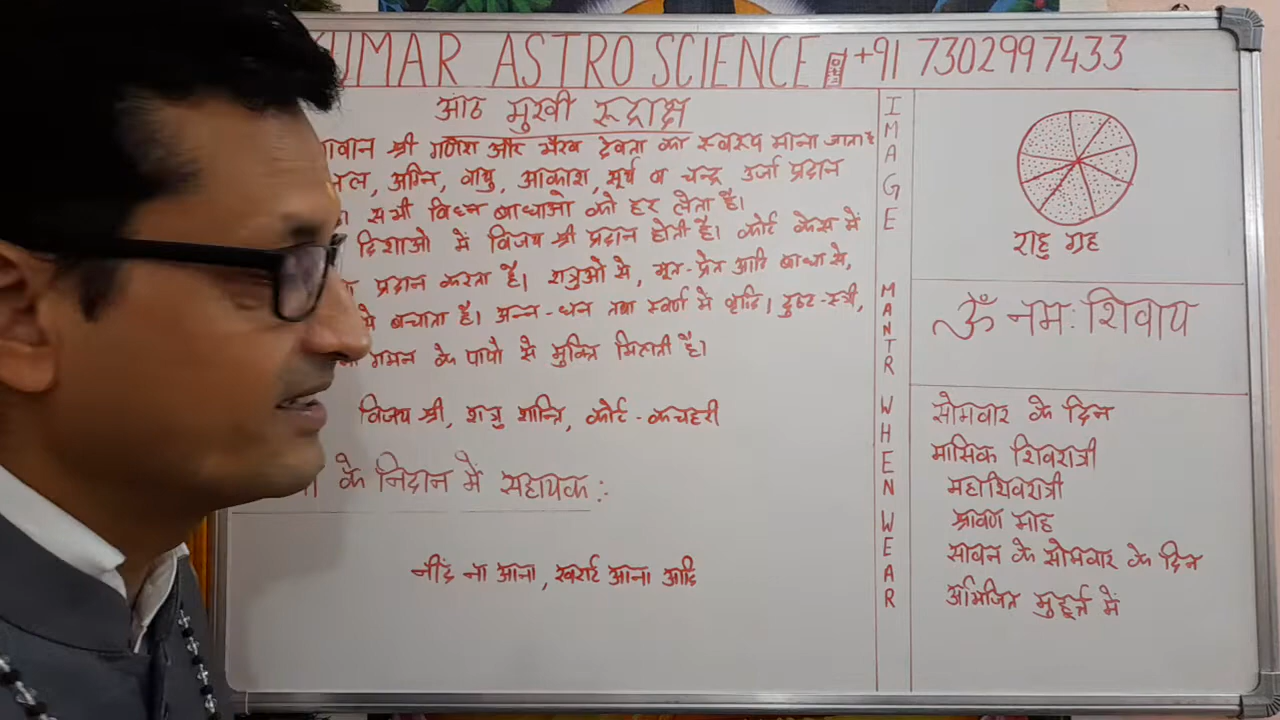 KUMAR ASTRO SCIENCE +91 7302997433
आठ मुखी रूद्राक्ष
श्री गणेश और भैरव देवता का स्वरूप माना जाता है
अग्नि, वायु, आकाश, सूर्य व चन्द्र उर्जा प्रदान
सभी विध्न बाधाओ को हर लेता है।
दिशाओ में विजय श्री प्रदान होती है। कोर्ट केस में
प्रदान करता है। शत्रुओ से, भूत-प्रेत आदि बाधा से,
बचाता है। अन्न-धन तथा स्वर्ण मे वृद्धि। दुष्ट-स्त्री,
गमन के पापो से मुक्ति मिलती है।
विजय श्री, शत्रु शान्ति, कोर्ट-कचहरी
के निदान में सहायक:-
नींद ना आना, खर्राटे आना आदि
IMAGE
राहु ग्रह
MANTR
ॐ नम: शिवाय
WHEN WEAR
सोमवार के दिन
मासिक शिवरात्री
महाशिवरात्री
श्रावण माह
सावन के सोमवार के दिन
अभिजित मुहूर्त्त में